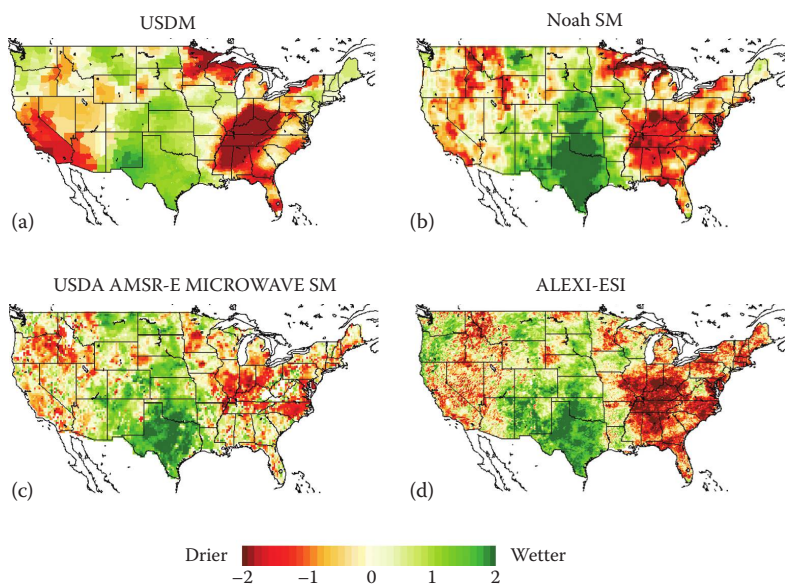 USDM
Noah SM
(a)
(b)
USDA AMSR-E MICROWAVE SM
ALEXI-ESI
(c)
(d)
Drier
Wetter
−2 −1 0 1 2